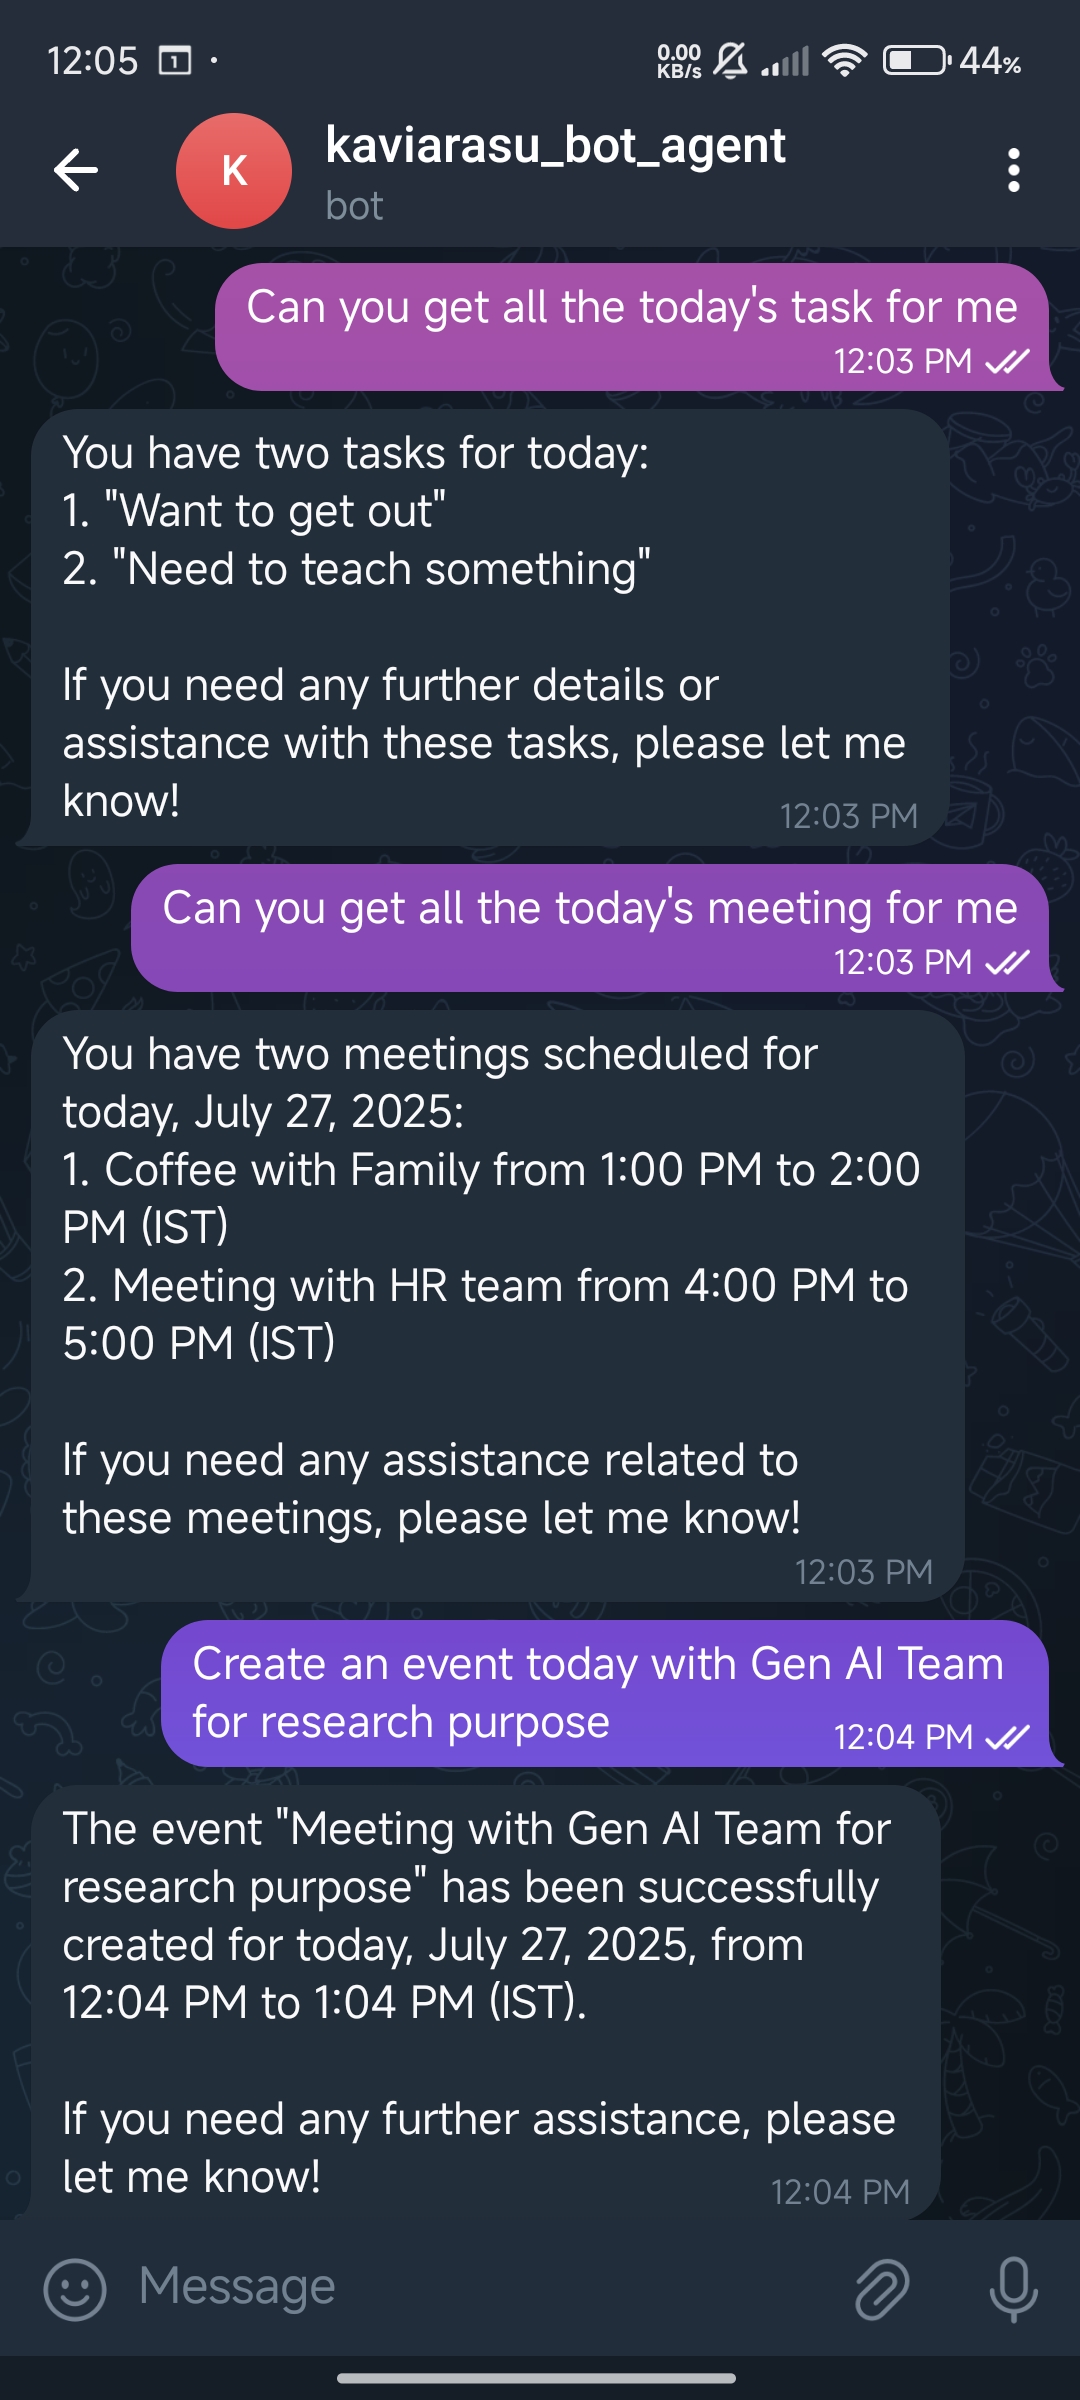 12:05 1
0.00
KB/s
44%
K
kaviarasu_bot_agent
bot
Can you get all the today's task for me
12:03 PM
You have two tasks for today:
1. "Want to get out"
2. "Need to teach something"
If you need any further details or
assistance with these tasks, please let me
know!
12:03 PM
Can you get all the today's meeting for me
12:03 PM
You have two meetings scheduled for
today, July 27, 2025:
1. Coffee with Family from 1:00 PM to 2:00
PM (IST)
2. Meeting with HR team from 4:00 PM to
5:00 PM (IST)
If you need any assistance related to
these meetings, please let me know!
12:03 PM
Create an event today with Gen AI Team
for research purpose
12:04 PM
The event "Meeting with Gen AI Team for
research purpose" has been successfully
created for today, July 27, 2025, from
12:04 PM to 1:04 PM (IST).
If you need any further assistance, please
let me know!
12:04 PM
Message